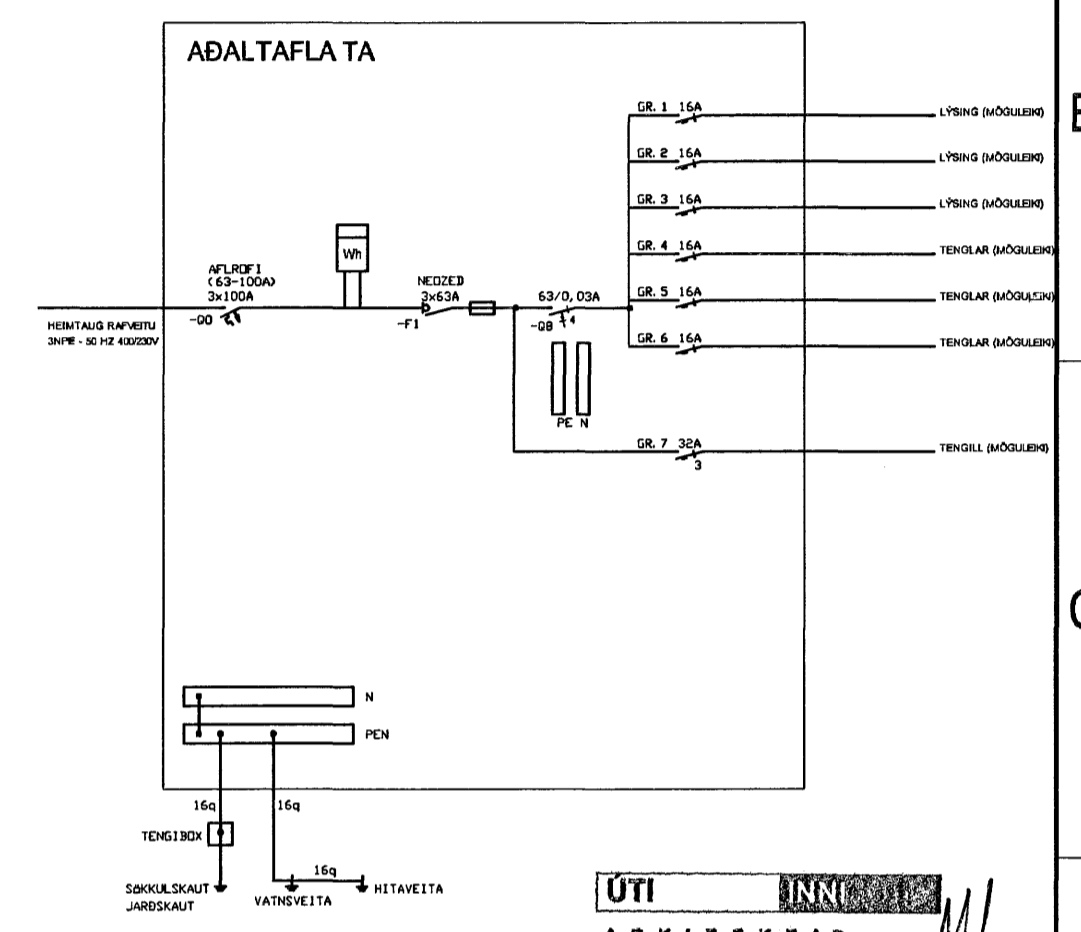 AÐALTAFLA TA
GR. 1 16A
LÝSING (MÖGULEIKI)
GR. 2 16A
LÝSING (MÖGULEIKI)
GR. 3 16A
LÝSING (MÖGULEIKI)
GR. 4 16A
TENGLAR (MÖGULEIKI)
GR. 5 16A
TENGLAR (MÖGULEIKI)
GR. 6 16A
TENGLAR (MÖGULEIKI)
Wh
AFLROFI
(63-100A)
3x100A
-Q0
NEOZED
3x63A
-F1
63/0,03A
-Q8 4
HEIMTAUG RAFVEITU
3NPE - 50 HZ 400/230V
PE N
GR. 7 32A
3
TENGILL (MÖGULEIKI)
N
PEN
16q 16q
TENGIBOX
16q
SÖKKULSKAUT
JARÐSKAUT
VATNSVEITA
HITAVEITA
ÚTI INNI